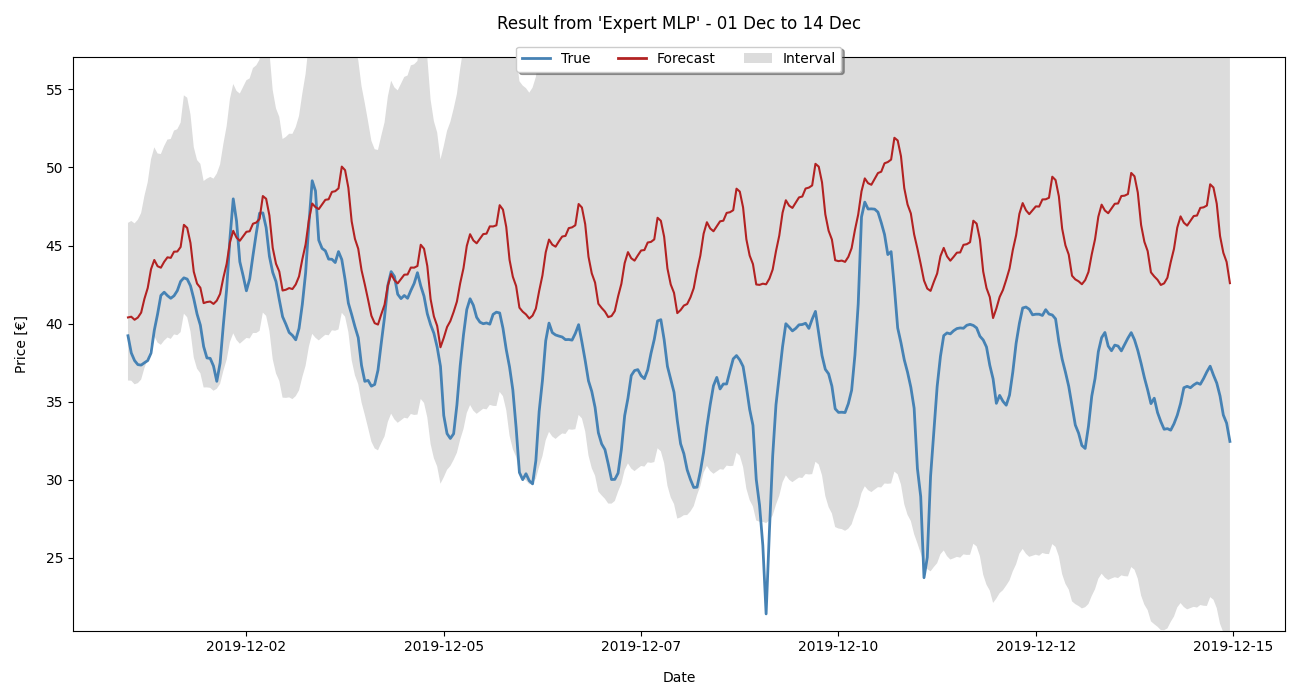 Result from 'Expert MLP' - 01 Dec to 14 Dec
True Forecast Interval
55
50
45
40
35
30
25
Price [€]
2019-12-02 2019-12-05 2019-12-07 2019-12-10 2019-12-12 2019-12-15
Date